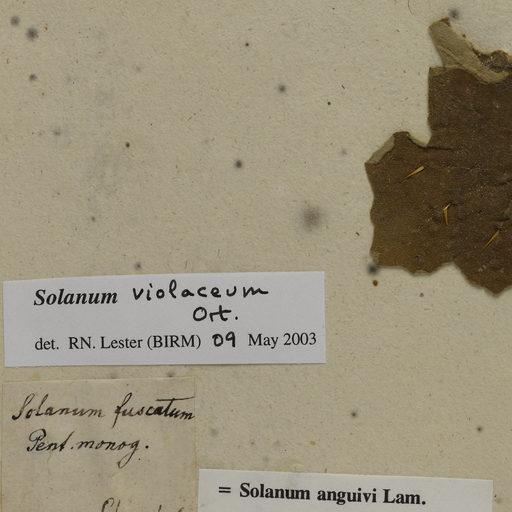 Solanum violaceum
Ort.
det. RN. Lester (BIRM) 09 May 2003
Solanum fuscatum
Pent. monog.
= Solanum anguivi Lam.